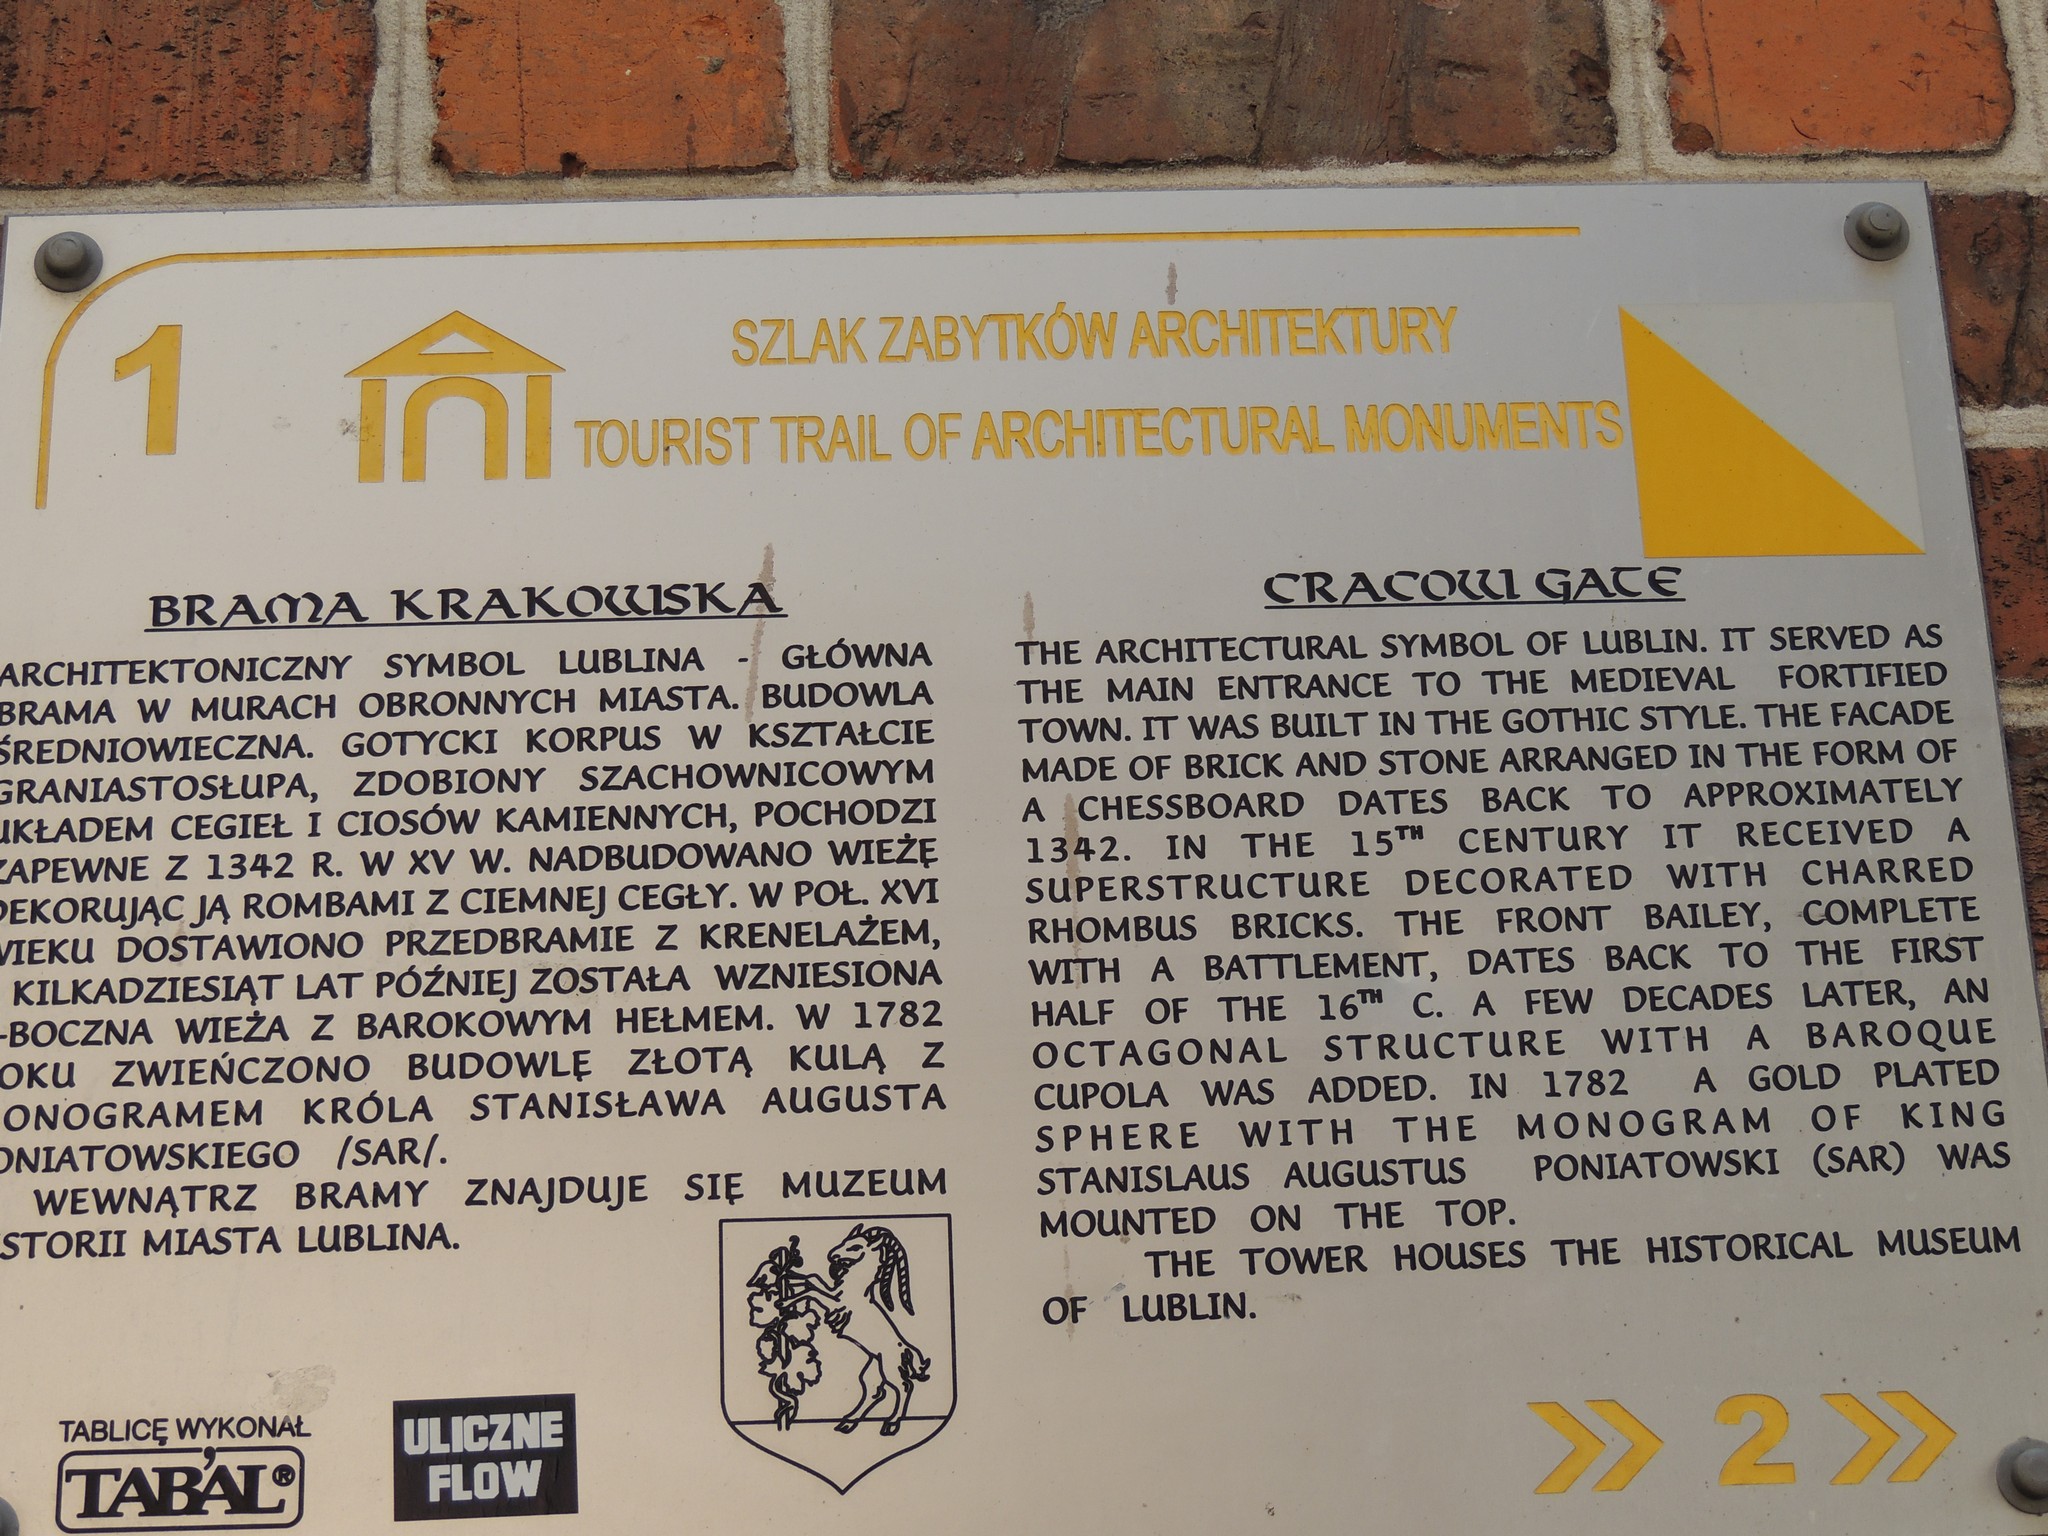 1
SZLAK ZABYTKÓW ARCHITEKTURY
TOURIST TRAIL OF ARCHITECTURAL MONUMENTS
BRAMA KRAKOWSKA
ARCHITEKTONICZNY SYMBOL LUBLINA - GŁÓWNA
BRAMA W MURACH OBRONNYCH MIASTA. BUDOWLA
ŚREDNIOWIECZNA. GOTYCKI KORPUS W KSZTAŁCIE
GRANIASTOSŁUPA, ZDOBIONY SZACHOWNICOWYM
UKŁADEM CEGIEŁ I CIOSÓW KAMIENNYCH, POCHODZI
ZAPEWNE Z 1342 R. W XV W. NADBUDOWANO WIEŻĘ
DEKORUJĄC JĄ ROMBAMI Z CIEMNEJ CEGŁY. W POŁ. XVI
WIEKU DOSTAWIONO PRZEDBRAMIE Z KRENELAŻEM,
KILKADZIESIĄT LAT PÓŹNIEJ ZOSTAŁA WZNIESIONA
-BOCZNA WIEŻA Z BAROKOWYM HEŁMEM. W 1782
OKU ZWIEŃCZONO BUDOWLĘ ZŁOTĄ KULĄ Z
ONOGRAMEM KRÓLA STANISŁAWA AUGUSTA
ONIATOWSKIEGO /SAR/.
WEWNĄTRZ BRAMY ZNAJDUJE SIĘ MUZEUM
STORII MIASTA LUBLINA.
CRACOW GATE
THE ARCHITECTURAL SYMBOL OF LUBLIN. IT SERVED AS
THE MAIN ENTRANCE TO THE MEDIEVAL FORTIFIED
TOWN. IT WAS BUILT IN THE GOTHIC STYLE. THE FACADE
MADE OF BRICK AND STONE ARRANGED IN THE FORM OF
A CHESSBOARD DATES BACK TO APPROXIMATELY
1342. IN THE 15TH CENTURY IT RECEIVED A
SUPERSTRUCTURE DECORATED WITH CHARRED
RHOMBUS BRICKS. THE FRONT BAILEY, COMPLETE
WITH A BATTLEMENT, DATES BACK TO THE FIRST
HALF OF THE 16TH C. A FEW DECADES LATER, AN
OCTAGONAL STRUCTURE WITH A BAROQUE
CUPOLA WAS ADDED. IN 1782 A GOLD PLATED
SPHERE WITH THE MONOGRAM OF KING
STANISLAUS AUGUSTUS PONIATOWSKI (SAR) WAS
MOUNTED ON THE TOP.
THE TOWER HOUSES THE HISTORICAL MUSEUM
OF LUBLIN.
TABLICĘ WYKONAŁ
TAB'AL®
ULICZNE
FLOW
>> 2 >>